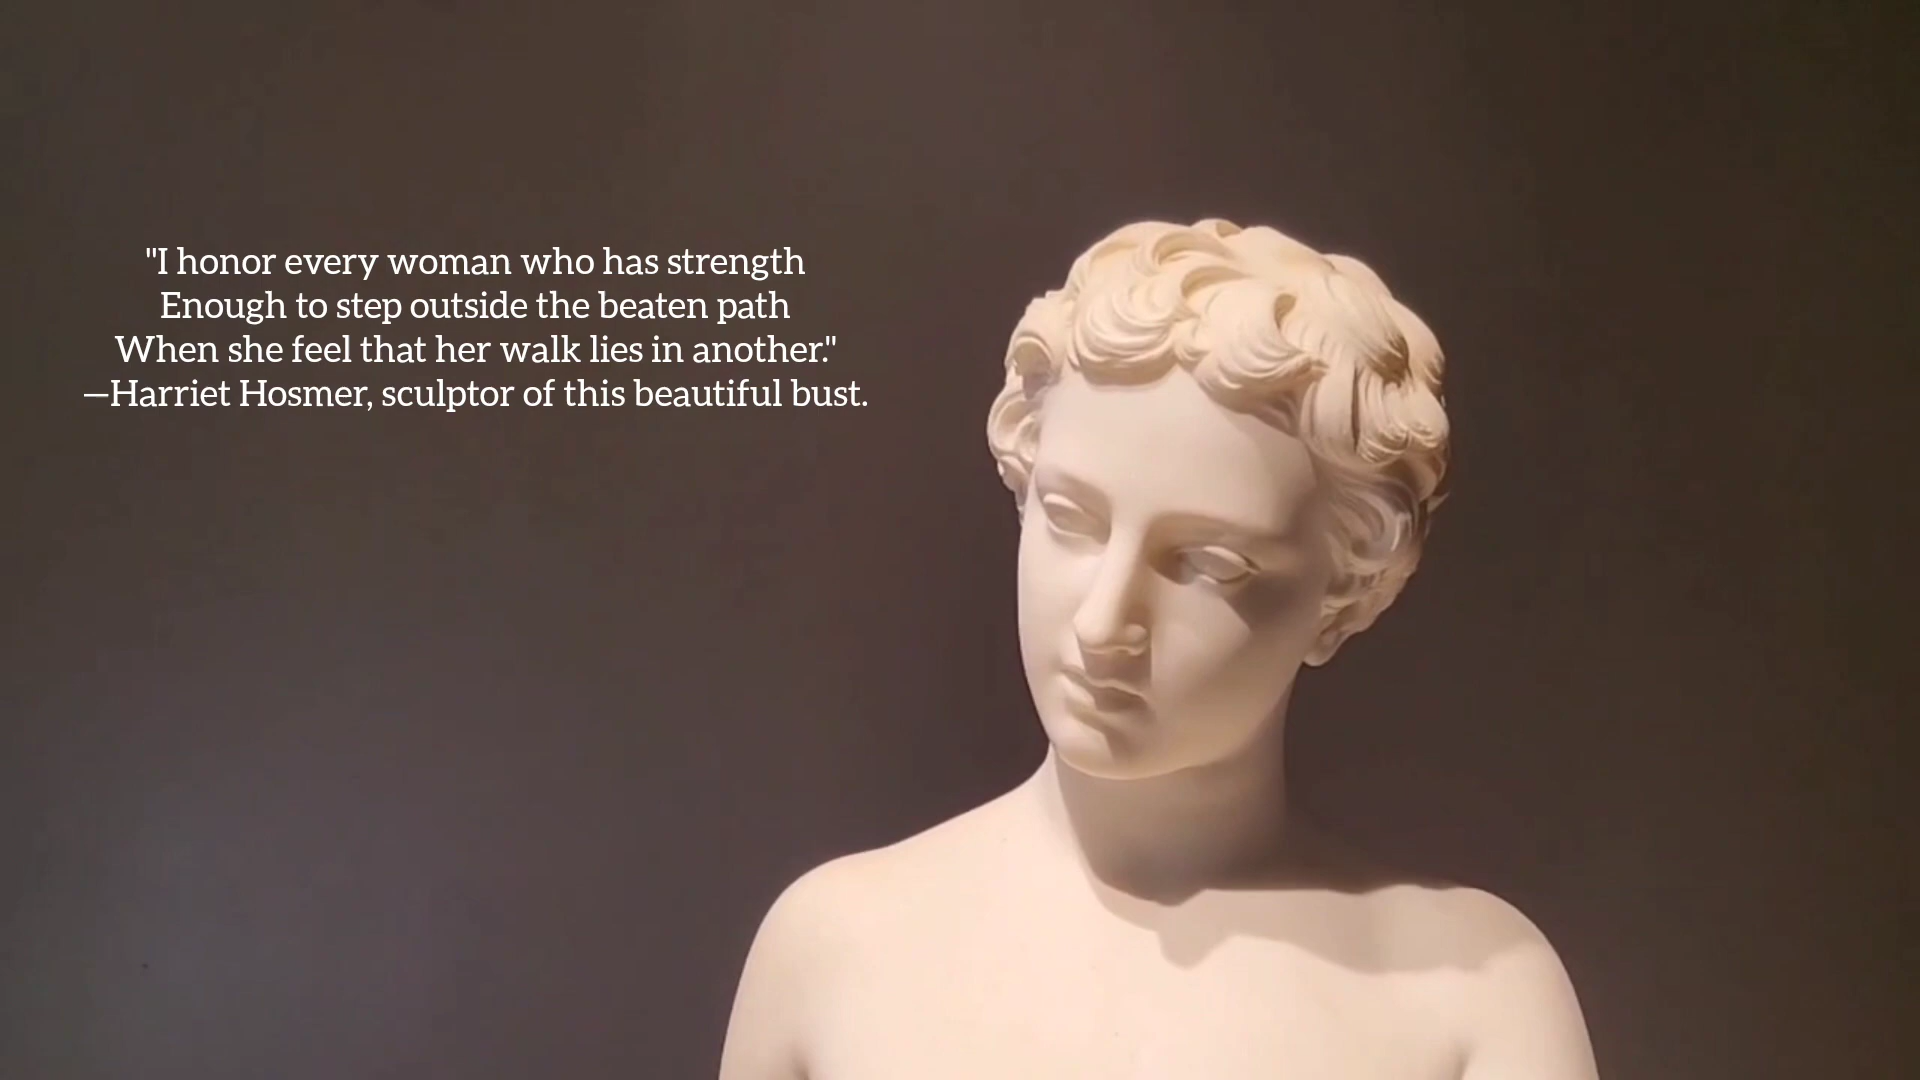 "I honor every woman who has strength
Enough to step outside the beaten path
When she feel that her walk lies in another."
—Harriet Hosmer, sculptor of this beautiful bust.